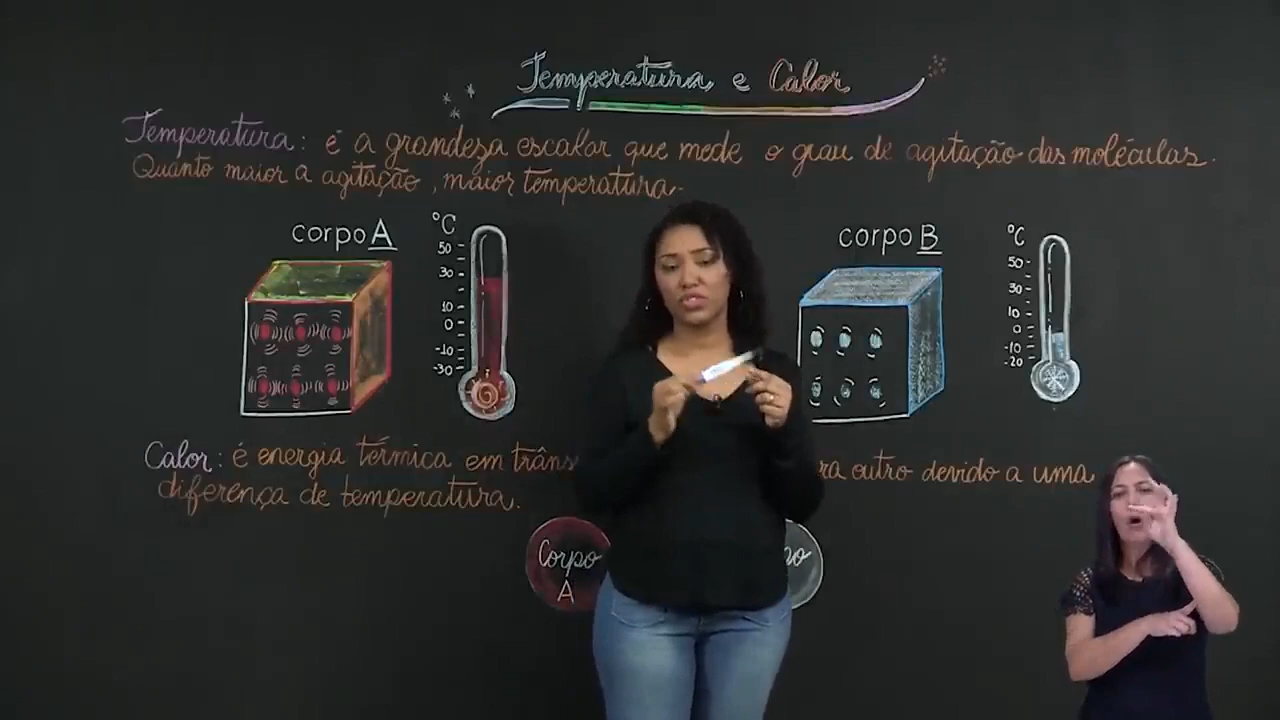 Temperatura e Calor
Temperatura: é a grandeza escalar que mede o grau de agitação das moléculas.
Quanto maior a agitação, maior temperatura.
corpo A
°C
50
30
10
0
-10
-30
corpo B
°C
50
30
10
0
-10
-20
Calor: é energia térmica em trâns ra outro devido a uma
diferença de temperatura.
Corpo
A
po